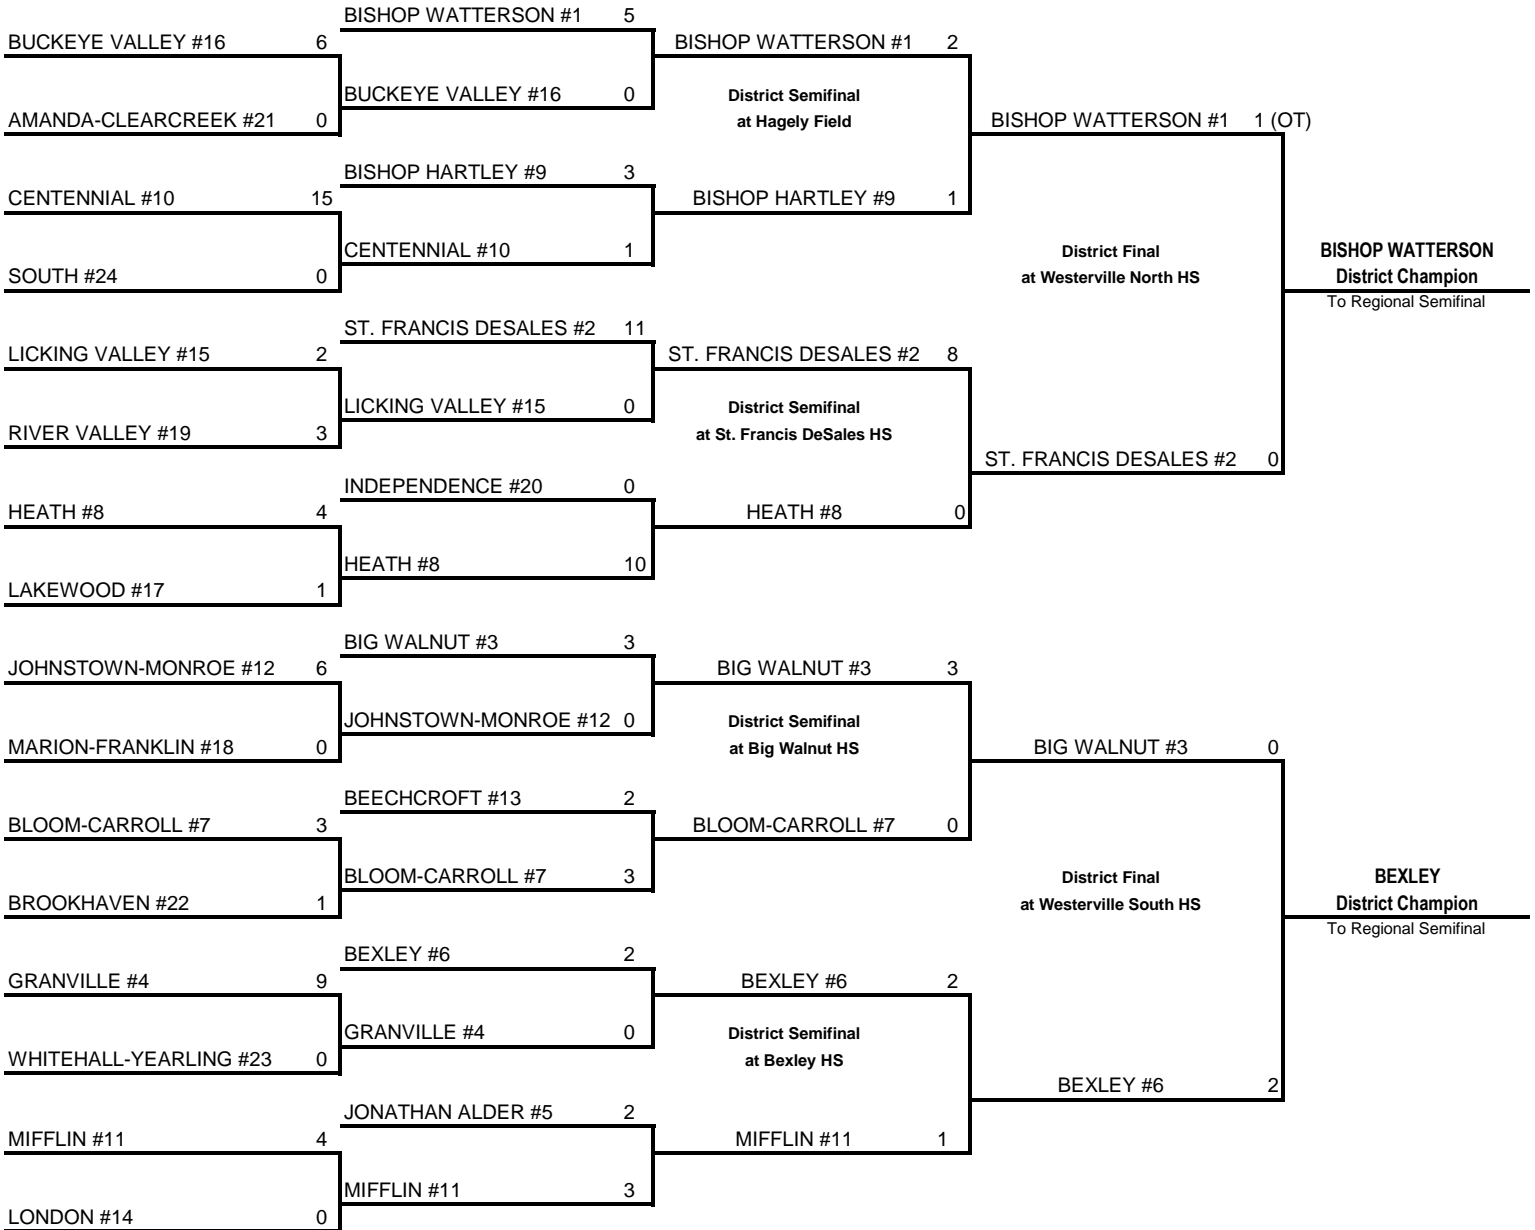 BISHOP WATTERSON #1 5
BUCKEYE VALLEY #16 6
BISHOP WATTERSON #1 2
BUCKEYE VALLEY #16 0
District Semifinal
AMANDA-CLEARCREEK #21 0
at Hagely Field
BISHOP WATTERSON #1 1 (OT)
BISHOP HARTLEY #9 3
CENTENNIAL #10 15
BISHOP HARTLEY #9 1
CENTENNIAL #10 1
District Final
BISHOP WATTERSON
SOUTH #24 0
at Westerville North HS
District Champion
To Regional Semifinal
ST. FRANCIS DESALES #2 11
LICKING VALLEY #15 2
ST. FRANCIS DESALES #2 8
LICKING VALLEY #15 0
District Semifinal
RIVER VALLEY #19 3
at St. Francis DeSales HS
ST. FRANCIS DESALES #2 0
INDEPENDENCE #20 0
HEATH #8 4
HEATH #8 0
HEATH #8 10
LAKEWOOD #17 1
BIG WALNUT #3 3
JOHNSTOWN-MONROE #12 6
BIG WALNUT #3 3
JOHNSTOWN-MONROE #12 0
District Semifinal
MARION-FRANKLIN #18 0
at Big Walnut HS
BIG WALNUT #3 0
BEECHCROFT #13 2
BLOOM-CARROLL #7 3
BLOOM-CARROLL #7 0
BLOOM-CARROLL #7 3
District Final
BEXLEY
BROOKHAVEN #22 1
at Westerville South HS
District Champion
To Regional Semifinal
BEXLEY #6 2
GRANVILLE #4 9
BEXLEY #6 2
GRANVILLE #4 0
District Semifinal
WHITEHALL-YEARLING #23 0
at Bexley HS
BEXLEY #6 2
JONATHAN ALDER #5 2
MIFFLIN #11 4
MIFFLIN #11 1
MIFFLIN #11 3
LONDON #14 0